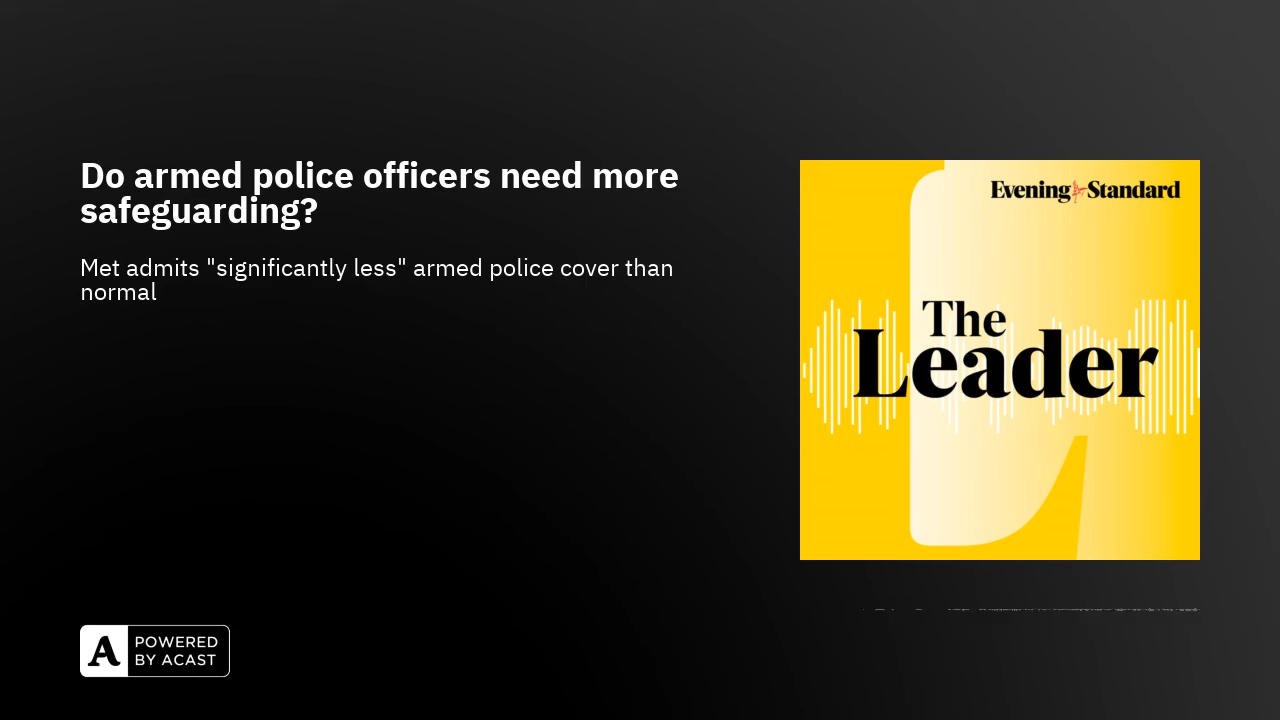 Do armed police officers need more
safeguarding?
Met admits "significantly less" armed police cover than
normal
Evening Standard
The
Leader
A POWERED
BY ACAST